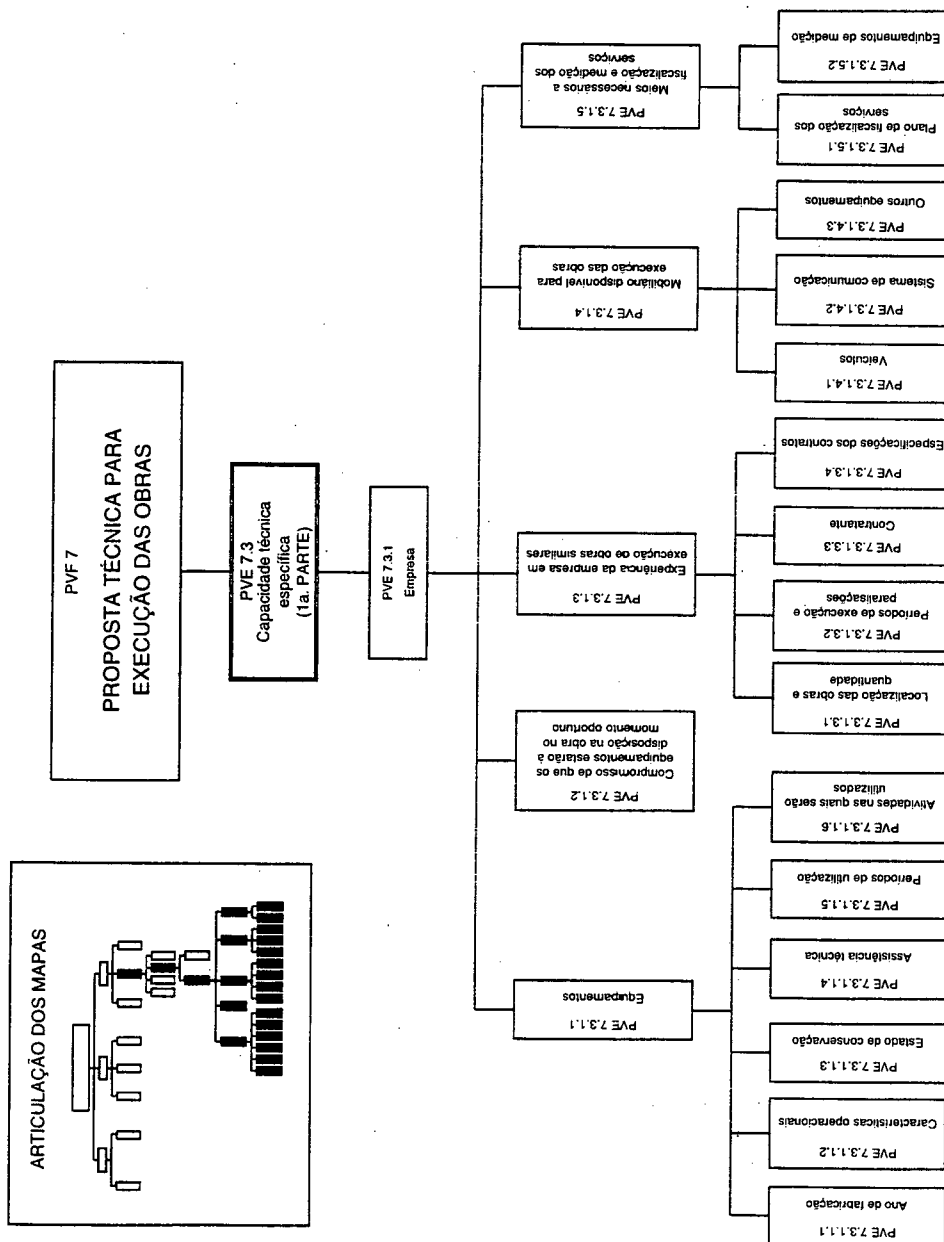 ARTICULAÇÃO DOS MAPAS
PVF 7
PROPOSTA TÉCNICA PARA
EXECUÇÃO DAS OBRAS
PVE 7.3
Capacidade técnica
específica
(1a. PARTE)
PVE 7.3.1
Empresa
PVE 7.3.1.1
Equipamentos
PVE 7.3.1.2
Compromisso de que os
equipamentos estarão à
disposição na obra no
momento oportuno
PVE 7.3.1.3
Experiência da empresa em
execução de obras similares
PVE 7.3.1.4
Mobiliário disponível para
execução das obras
PVE 7.3.1.5
Meios necessários a
fiscalização e medição dos
serviços
PVE 7.3.1.1.1
Ano de fabricação
PVE 7.3.1.1.2
Características operacionais
PVE 7.3.1.1.3
Estado de conservação
PVE 7.3.1.1.4
Assistência técnica
PVE 7.3.1.1.5
Períodos de utilização
PVE 7.3.1.1.6
Atividades nas quais serão
utilizados
PVE 7.3.1.3.1
Localização das obras e
quantidade
PVE 7.3.1.3.2
Períodos de execução e
paralisações
PVE 7.3.1.3.3
Contratante
PVE 7.3.1.3.4
Especificações dos contratos
PVE 7.3.1.4.1
Veículos
PVE 7.3.1.4.2
Sistema de comunicação
PVE 7.3.1.4.3
Outros equipamentos
PVE 7.3.1.5.1
Plano de fiscalização dos
serviços
PVE 7.3.1.5.2
Equipamentos de medição